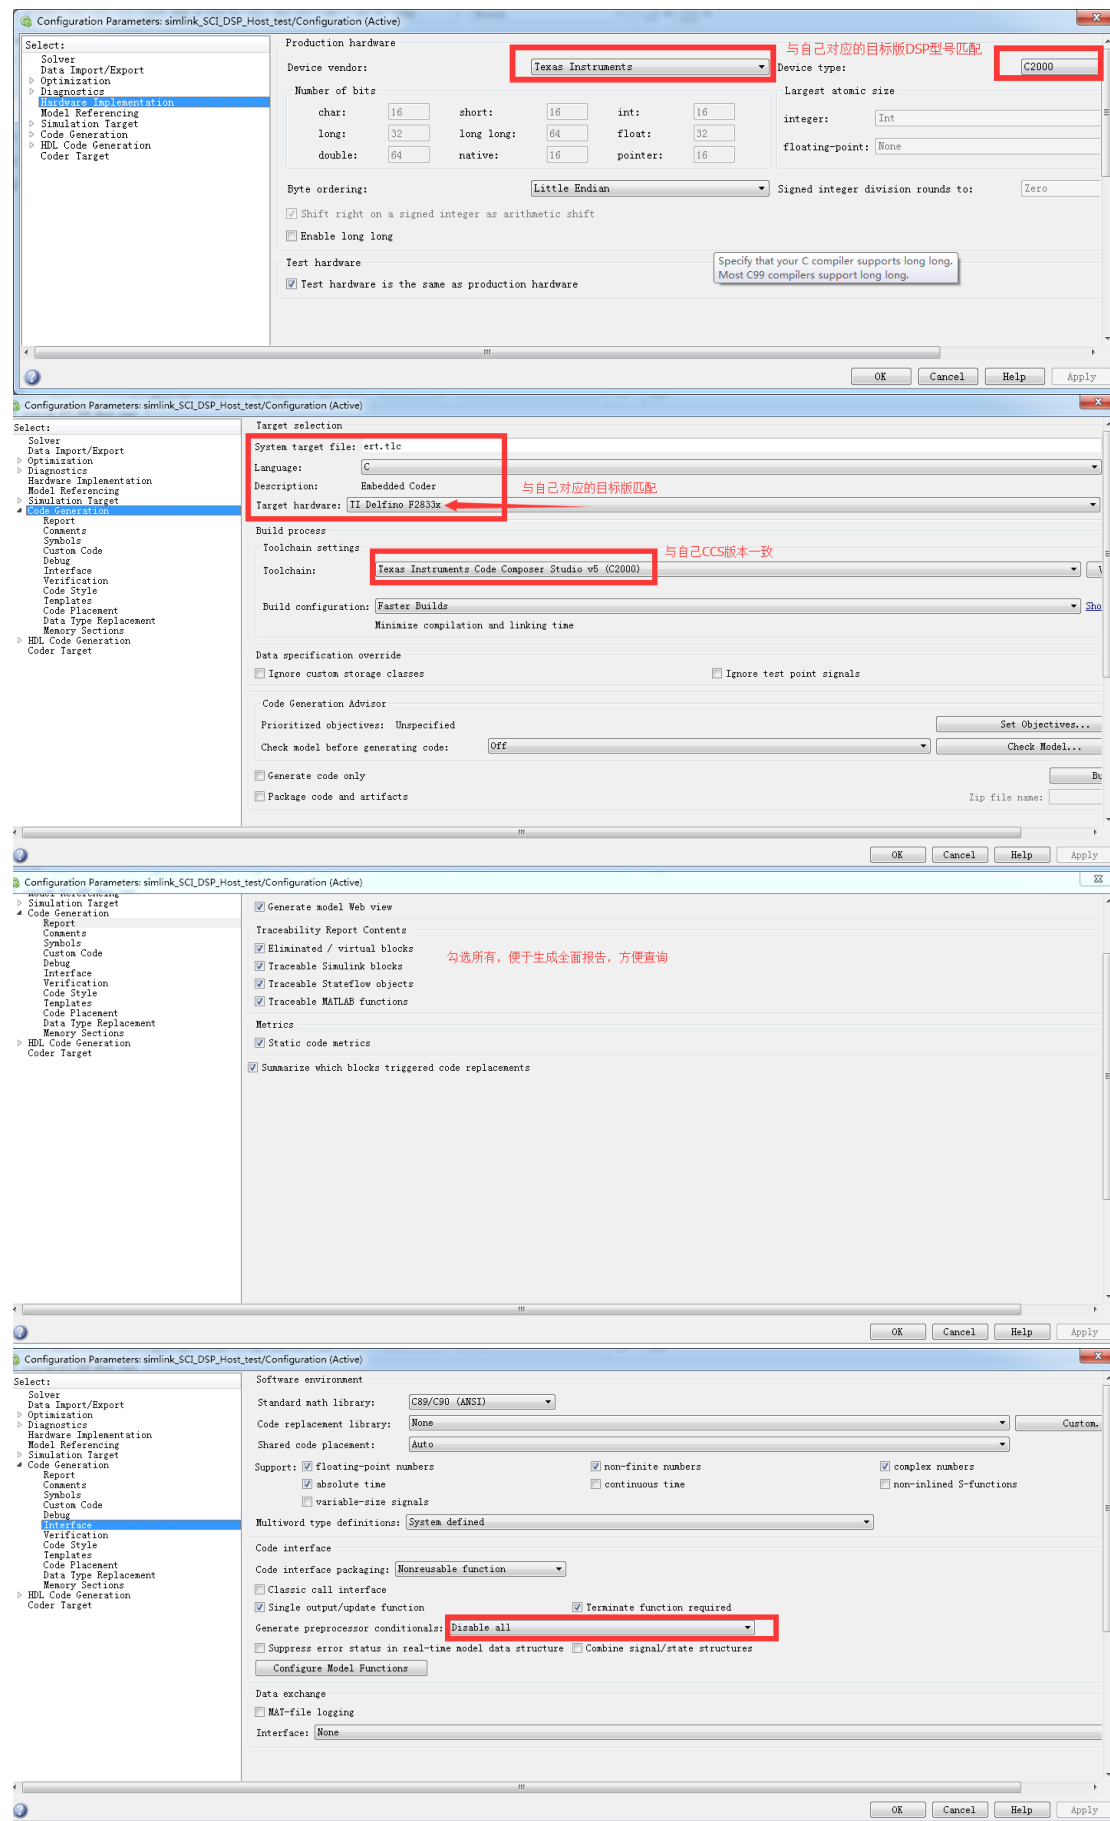 Configuration Parameters: simlink_SCI_DSP_Host_test/Configuration (Active)
Select:
Solver
Data Import/Export
Optimization
Diagnostics
Hardware Implementation
Model Referencing
Simulation Target
Code Generation
HDL Code Generation
Coder Target
Production hardware
与自己对应的目标版DSP型号匹配
Device vendor: Texas Instruments Device type: C2000
Number of bits Largest atomic size
char: 16 short: 16 int: 16 integer: Int
long: 32 long long: 64 float: 32
double: 64 native: 16 pointer: 16 floating-point: None
Byte ordering: Little Endian Signed integer division rounds to: Zero
Shift right on a signed integer as arithmetic shift
Enable long long
Test hardware
Specify that your C compiler supports long long.
Most C99 compilers support long long.
Test hardware is the same as production hardware
OK Cancel Help Apply
Configuration Parameters: simlink_SCI_DSP_Host_test/Configuration (Active)
Select:
Solver
Data Import/Export
Optimization
Diagnostics
Hardware Implementation
Model Referencing
Simulation Target
Code Generation
Report
Comments
Symbols
Custom Code
Debug
Interface
Verification
Code Style
Templates
Code Placement
Data Type Replacement
Memory Sections
HDL Code Generation
Coder Target
Target selection
System target file: ert.tlc
Language: C
Description: Embedded Coder
与自己对应的目标版匹配
Target hardware: TI Delfino F2833x
Build process
Toolchain settings
与自己CCS版本一致
Toolchain: Texas Instruments Code Composer Studio v5 (C2000)
Build configuration: Faster Builds Sho
Minimize compilation and linking time
Data specification override
Ignore custom storage classes Ignore test point signals
Code Generation Advisor
Prioritized objectives: Unspecified Set Objectives...
Check model before generating code: Off Check Model...
Generate code only Bu
Package code and artifacts Zip file name:
OK Cancel Help Apply
Configuration Parameters: simlink_SCI_DSP_Host_test/Configuration (Active)
Model Referencing
Simulation Target
Code Generation
Report
Comments
Symbols
Custom Code
Debug
Interface
Verification
Code Style
Templates
Code Placement
Data Type Replacement
Memory Sections
HDL Code Generation
Coder Target
Generate model Web view
Traceability Report Contents
Eliminated / virtual blocks
勾选所有，便于生成全面报告，方便查询
Traceable Simulink blocks
Traceable Stateflow objects
Traceable MATLAB functions
Metrics
Static code metrics
Summarize which blocks triggered code replacements
OK Cancel Help Apply
Configuration Parameters: simlink_SCI_DSP_Host_test/Configuration (Active)
Select:
Solver
Data Import/Export
Optimization
Diagnostics
Hardware Implementation
Model Referencing
Simulation Target
Code Generation
Report
Comments
Symbols
Custom Code
Debug
Interface
Verification
Code Style
Templates
Code Placement
Data Type Replacement
Memory Sections
HDL Code Generation
Coder Target
Software environment
Standard math library: C89/C90 (ANSI)
Code replacement library: None Custom.
Shared code placement: Auto
Support: floating-point numbers non-finite numbers complex numbers
absolute time continuous time non-inlined S-functions
variable-size signals
Multiword type definitions: System defined
Code interface
Code interface packaging: Nonreusable function
Classic call interface
Single output/update function Terminate function required
Generate preprocessor conditionals: Disable all
Suppress error status in real-time model data structure Combine signal/state structures
Configure Model Functions
Data exchange
MAT-file logging
Interface: None
OK Cancel Help Apply